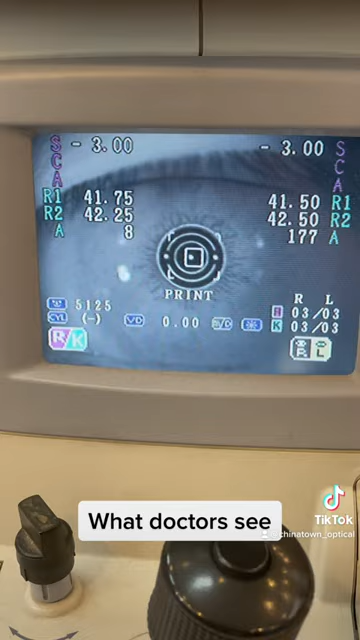 S - 3.00 - 3.00 S
C C
A A
R1 41.75 41.50 R1
R2 42.25 42.50 R2
A 8 177 A
PRINT
5125 R L
CYL (-) VD 0.00 m/D R 03/03
K 03/03
R/K R L
What doctors see
TikTok
@chinatown_optical